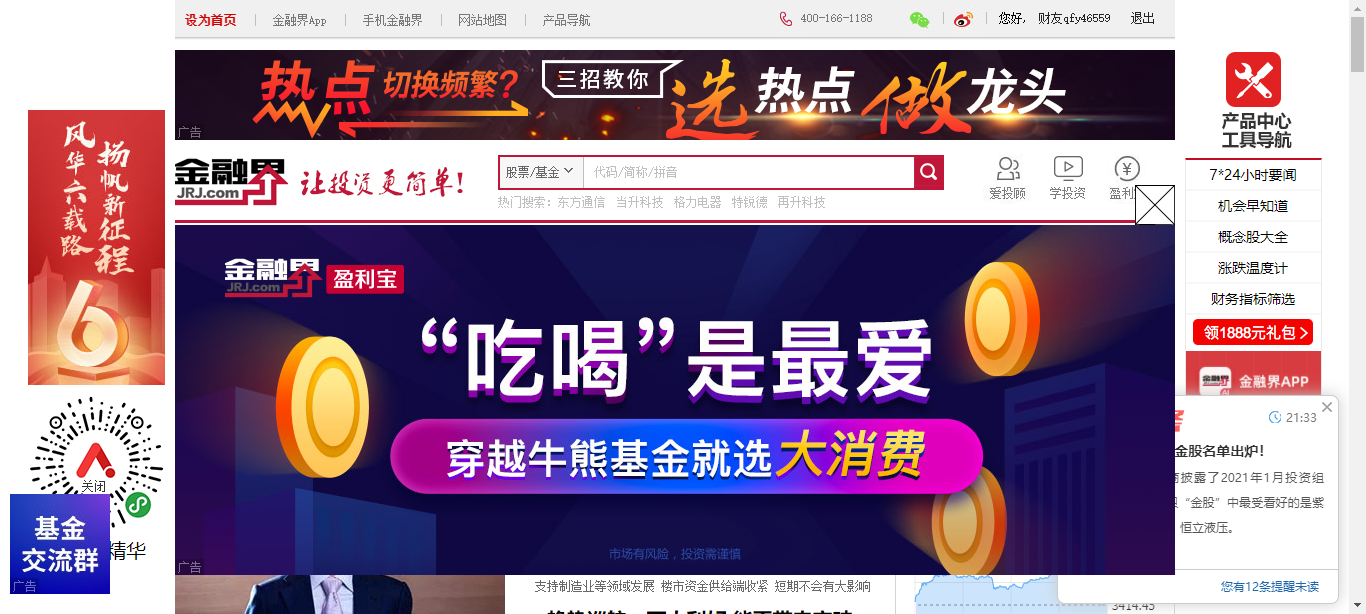 设为首页 金融界App 手机金融界 网站地图 产品导航 400-166-1188 您好, 财友qfy46559 退出
热点切换频繁? 三招教你 选热点做龙头
广告
产品中心
工具导航
风华六载路
扬帆新征程
6
金融界
JRJ.com
让投资更简单!
股票/基金 代码/简称/拼音
热门搜索: 东方通信 当升科技 格力电器 特锐德 再升科技
爱投顾 学投资 盈利
7*24小时要闻
机会早知道
概念股大全
涨跌温度计
财务指标筛选
领1888元礼包
金融界APP
金融界
JRJ.com
盈利宝
“吃喝”是最爱
穿越牛熊基金就选大消费
市场有风险，投资需谨慎
广告
21:33
金股名单出炉!
披露了2021年1月投资组
“金股”中最受看好的是紫
恒立液压。
您有12条提醒未读
关闭
基金
交流群
精华
广告
支持制造业等领域发展 楼市资金供给端收紧 短期不会有大影响
3414.45